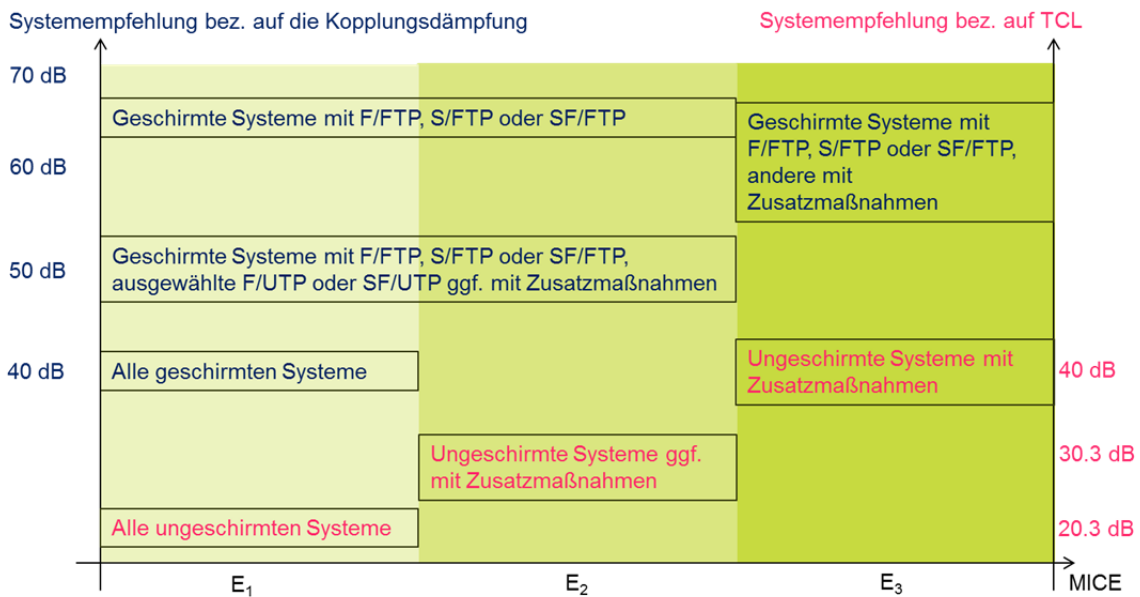 Systemempfehlung bez. auf die Kopplungsdämpfung
Systemempfehlung bez. auf TCL
70 dB
Geschirmte Systeme mit F/FTP, S/FTP oder SF/FTP
Geschirmte Systeme mit
F/FTP, S/FTP oder SF/FTP,
andere mit
Zusatzmaßnahmen
60 dB
Geschirmte Systeme mit F/FTP, S/FTP oder SF/FTP,
ausgewählte F/UTP oder SF/UTP ggf. mit Zusatzmaßnahmen
50 dB
40 dB
Alle geschirmten Systeme
Ungeschirmte Systeme mit
Zusatzmaßnahmen
40 dB
Ungeschirmte Systeme ggf.
mit Zusatzmaßnahmen
30.3 dB
Alle ungeschirmten Systeme
20.3 dB
E₁
E₂
E₃
MICE